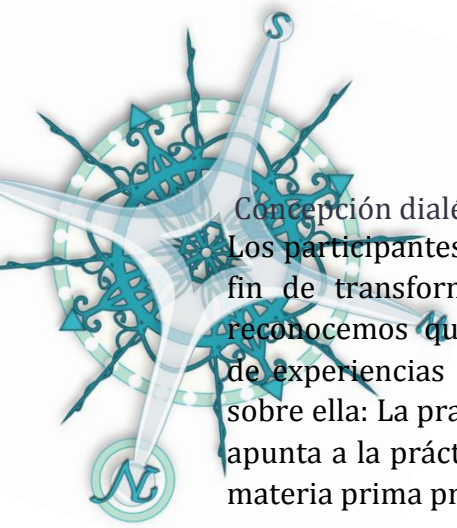 S
Concepción dialé
Los participantes
fin de transform
reconocemos qu
de experiencias
sobre ella: La pra
apunta a la práct
materia prima pr
N